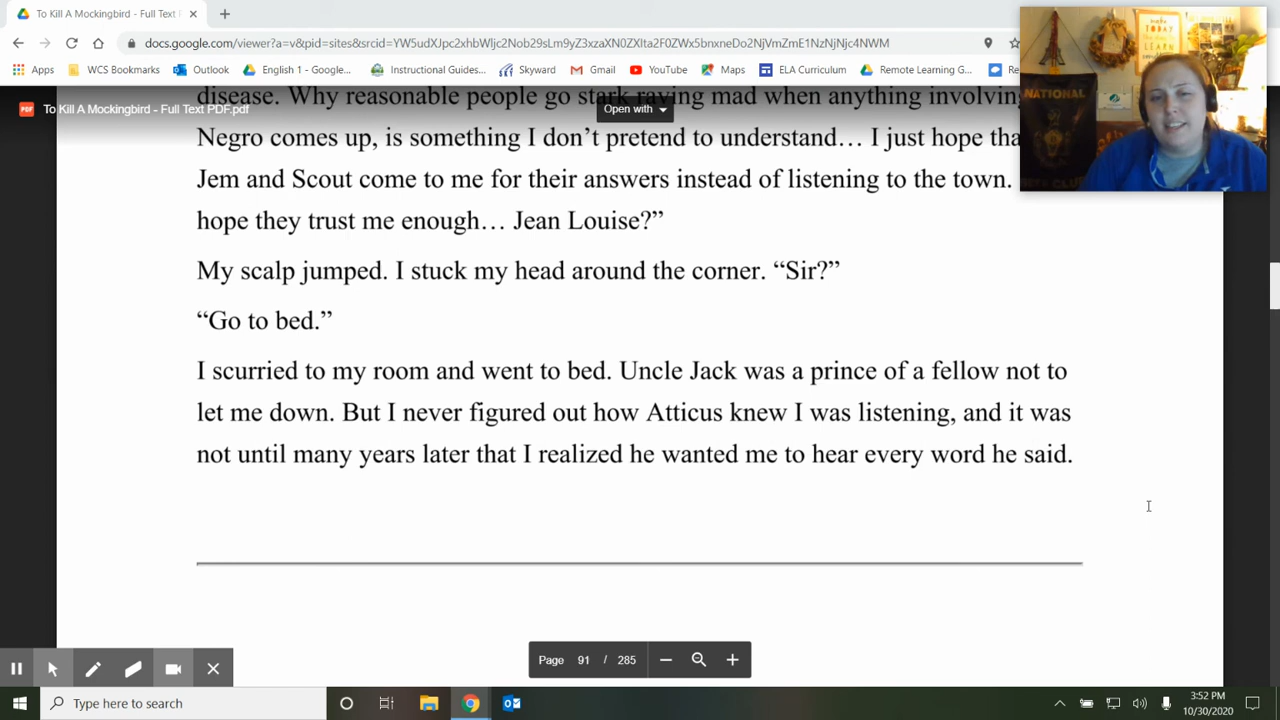 To Kill A Mockingbird - Full Text
docs.google.com/viewer?a=v&pid=sites&srcid=
Apps WCS Bookmarks Outlook English 1 - Google... Instructional Guides... Skyward Gmail YouTube Maps ELA Curriculum Remote Learning G... Re
To Kill A Mockingbird - Full Text PDF.pdf
Open with
disease. Why reasonable people go stark raving mad when anything involving
Negro comes up, is something I don’t pretend to understand… I just hope tha
Jem and Scout come to me for their answers instead of listening to the town.
hope they trust me enough… Jean Louise?”
My scalp jumped. I stuck my head around the corner. “Sir?”
“Go to bed.”
I scurried to my room and went to bed. Uncle Jack was a prince of a fellow not to
let me down. But I never figured out how Atticus knew I was listening, and it was
not until many years later that I realized he wanted me to hear every word he said.
Page 91 / 285
Type here to search
3:52 PM
10/30/2020
NATIONAL
TODAY
LEARN